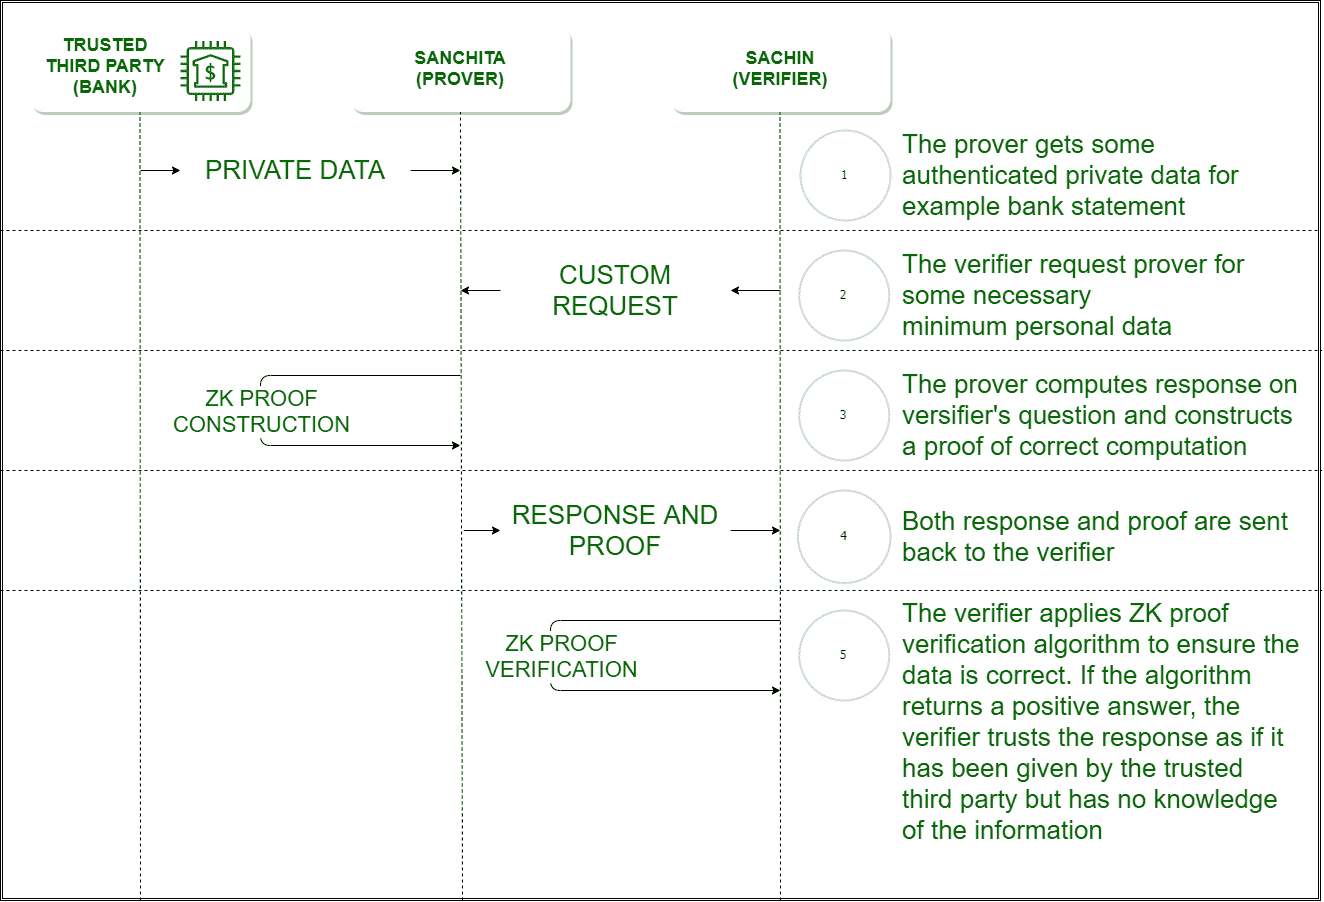 TRUSTED
THIRD PARTY
(BANK)
$
SANCHITA
(PROVER)
SACHIN
(VERIFIER)
PRIVATE DATA
1
The prover gets some
authenticated private data for
example bank statement
CUSTOM
REQUEST
2
The verifier request prover for
some necessary
minimum personal data
ZK PROOF
CONSTRUCTION
3
The prover computes response on
versifier's question and constructs
a proof of correct computation
RESPONSE AND
PROOF
4
Both response and proof are sent
back to the verifier
ZK PROOF
VERIFICATION
5
The verifier applies ZK proof
verification algorithm to ensure the
data is correct. If the algorithm
returns a positive answer, the
verifier trusts the response as if it
has been given by the trusted
third party but has no knowledge
of the information